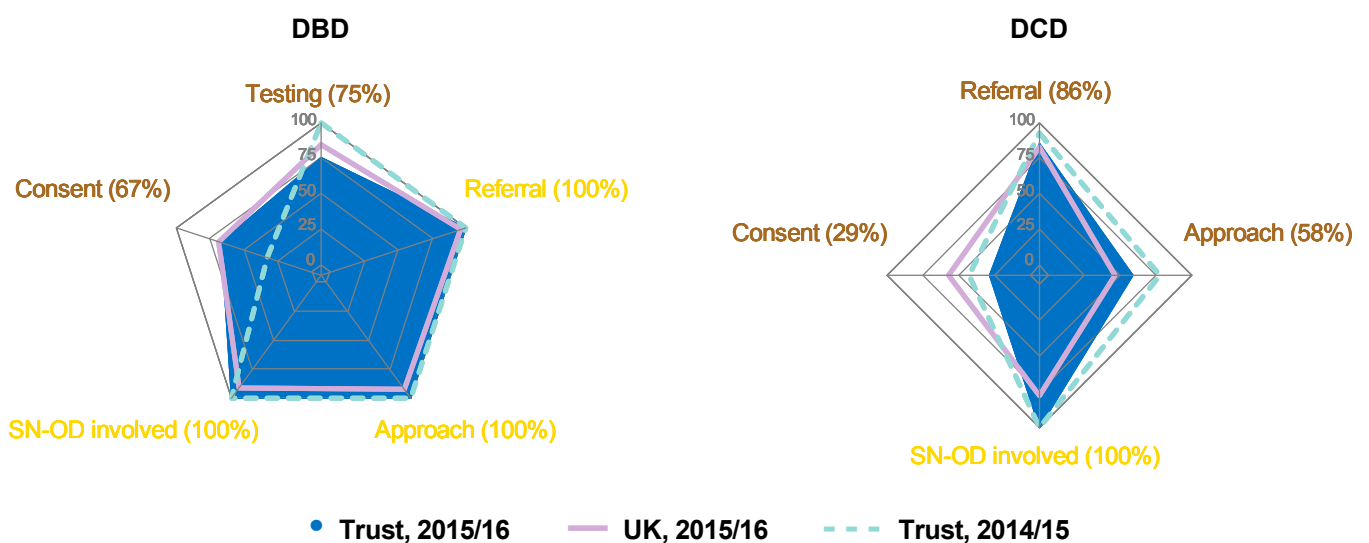 DBD
Testing (75%)
100
75
50
25
0
Consent (67%)
Referral (100%)
SN-OD involved (100%)
Approach (100%)
DCD
Referral (86%)
100
75
50
25
0
Consent (29%)
Approach (58%)
SN-OD involved (100%)
Trust, 2015/16
UK, 2015/16
Trust, 2014/15